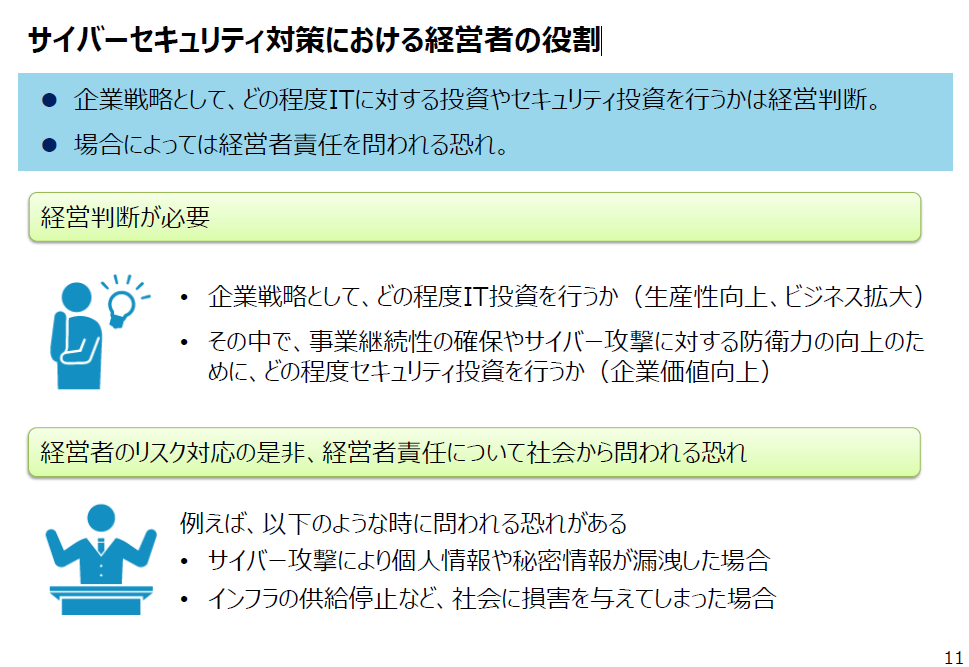 サイバーセキュリティ対策における経営者の役割
● 企業戦略として、どの程度ITに対する投資やセキュリティ投資を行うかは経営判断。
● 場合によっては経営者責任を問われる恐れ。
経営判断が必要
• 企業戦略として、どの程度IT投資を行うか（生産性向上、ビジネス拡大）
• その中で、事業継続性の確保やサイバー攻撃に対する防衛力の向上のた
めに、どの程度セキュリティ投資を行うか（企業価値向上）
経営者のリスク対応の是非、経営者責任について社会から問われる恐れ
例えば、以下のような時に問われる恐れがある
• サイバー攻撃により個人情報や秘密情報が漏洩した場合
• インフラの供給停止など、社会に損害を与えてしまった場合
11